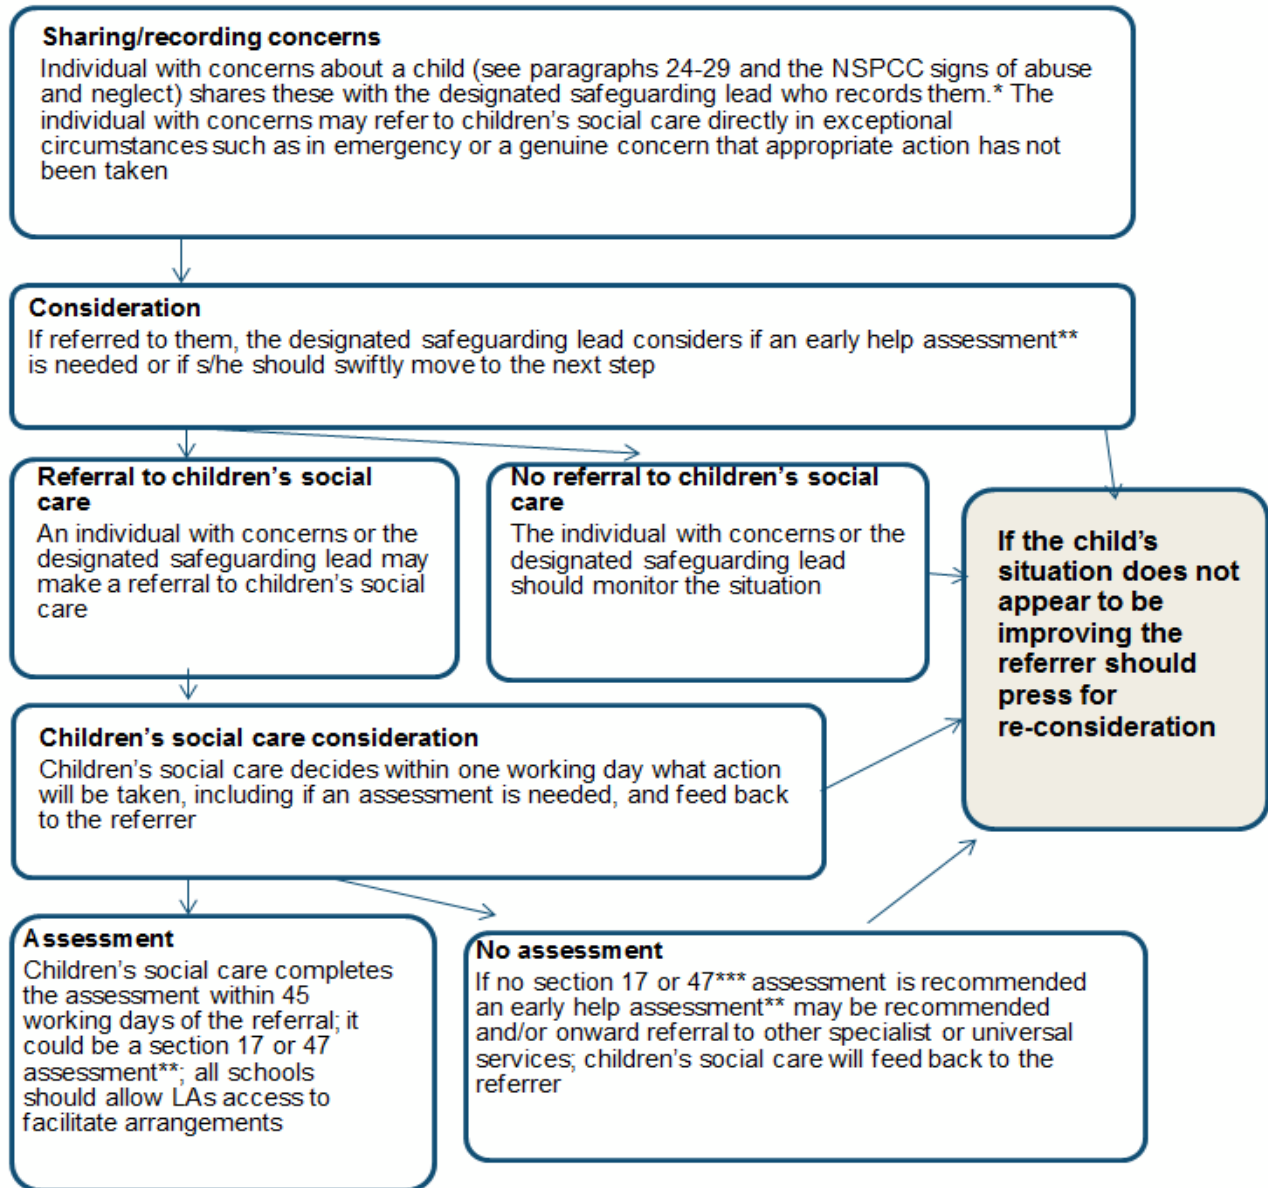 Sharing/recording concerns
Individual with concerns about a child (see paragraphs 24-29 and the NSPCC signs of abuse
and neglect) shares these with the designated safeguarding lead who records them.* The
individual with concerns may refer to children’s social care directly in exceptional
circumstances such as in emergency or a genuine concern that appropriate action has not
been taken
Consideration
If referred to them, the designated safeguarding lead considers if an early help assessment**
is needed or if s/he should swiftly move to the next step
Referral to children’s social
care
An individual with concerns or the
designated safeguarding lead may
make a referral to children’s social
care
No referral to children’s social
care
The individual with concerns or the
designated safeguarding lead
should monitor the situation
If the child’s
situation does not
appear to be
improving the
referrer should
press for
re-consideration
Children’s social care consideration
Children’s social care decides within one working day what action
will be taken, including if an assessment is needed, and feed back
to the referrer
Assessment
Children’s social care completes
the assessment within 45
working days of the referral; it
could be a section 17 or 47
assessment**; all schools
should allow LAs access to
facilitate arrangements
No assessment
If no section 17 or 47*** assessment is recommended
an early help assessment** may be recommended
and/or onward referral to other specialist or universal
services; children’s social care will feed back to the
referrer